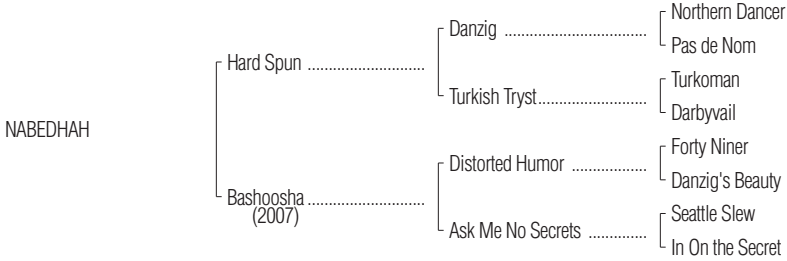 Northern Dancer
Danzig ..................................
Pas de Nom
Hard Spun ............................
Turkoman
Turkish Tryst..........................
Darbyvail
NABEDHAH
Forty Niner
Distorted Humor ..................
Danzig's Beauty
Bashoosha ............................
(2007)
Seattle Slew
Ask Me No Secrets ..............
In On the Secret